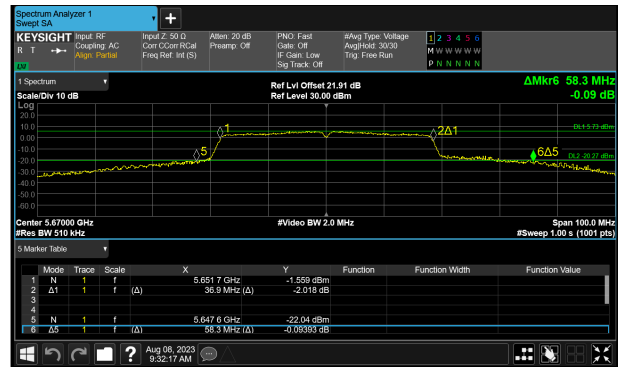 Spectrum Analyzer 1
Swept SA
+
KEYSIGHT Input: RF Input Z: 50 Ω Atten: 20 dB PNO: Fast #Avg Type: Voltage 1 2 3 4 5 6
R T Coupling: AC Corr CCorr RCal Preamp: Off Gate: Off Avg|Hold: 30/30 M W W W W W
Align: Partial Freq Ref: Int (S) IF Gain: Low Trig: Free Run
Sig Track: Off P N N N N N
LXI
1 Spectrum Ref Lvl Offset 21.91 dB ΔMkr6 58.3 MHz
Scale/Div 10 dB Ref Level 30.00 dBm -0.09 dB
Log
20.0
10.0 1 2Δ1 DL1 5.73 dBm
0.00
-10.0 5 6Δ5 DL2 -20.27 dBm
-20.0
-30.0
-40.0
-50.0
-60.0
Center 5.67000 GHz #Video BW 2.0 MHz Span 100.0 MHz
#Res BW 510 kHz #Sweep 1.00 s (1001 pts)
5 Marker Table
Mode Trace Scale X Y Function Function Width Function Value
1 N 1 f 5.651 7 GHz -1.559 dBm
2 Δ1 1 f (Δ) 36.9 MHz (Δ) -2.018 dB
3
4
5 N 1 f 5.647 6 GHz -22.04 dBm
6 Δ5 1 f (Δ) 58.3 MHz (Δ) -0.09393 dB
? Aug 08, 2023
9:32:17 AM